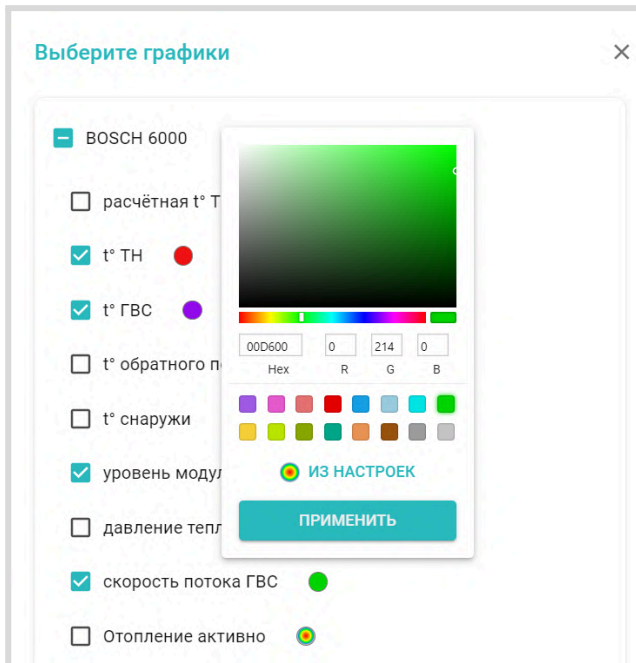 Выберите графики
BOSCH 6000
расчётная t° Т
t° ТН
t° ГВС
00D600 0 214 0
Hex R G B
t° обратного п
t° снаружи
уровень модул
ИЗ НАСТРОЕК
давление тепл
ПРИМЕНИТЬ
скорость потока ГВС
Отопление активно